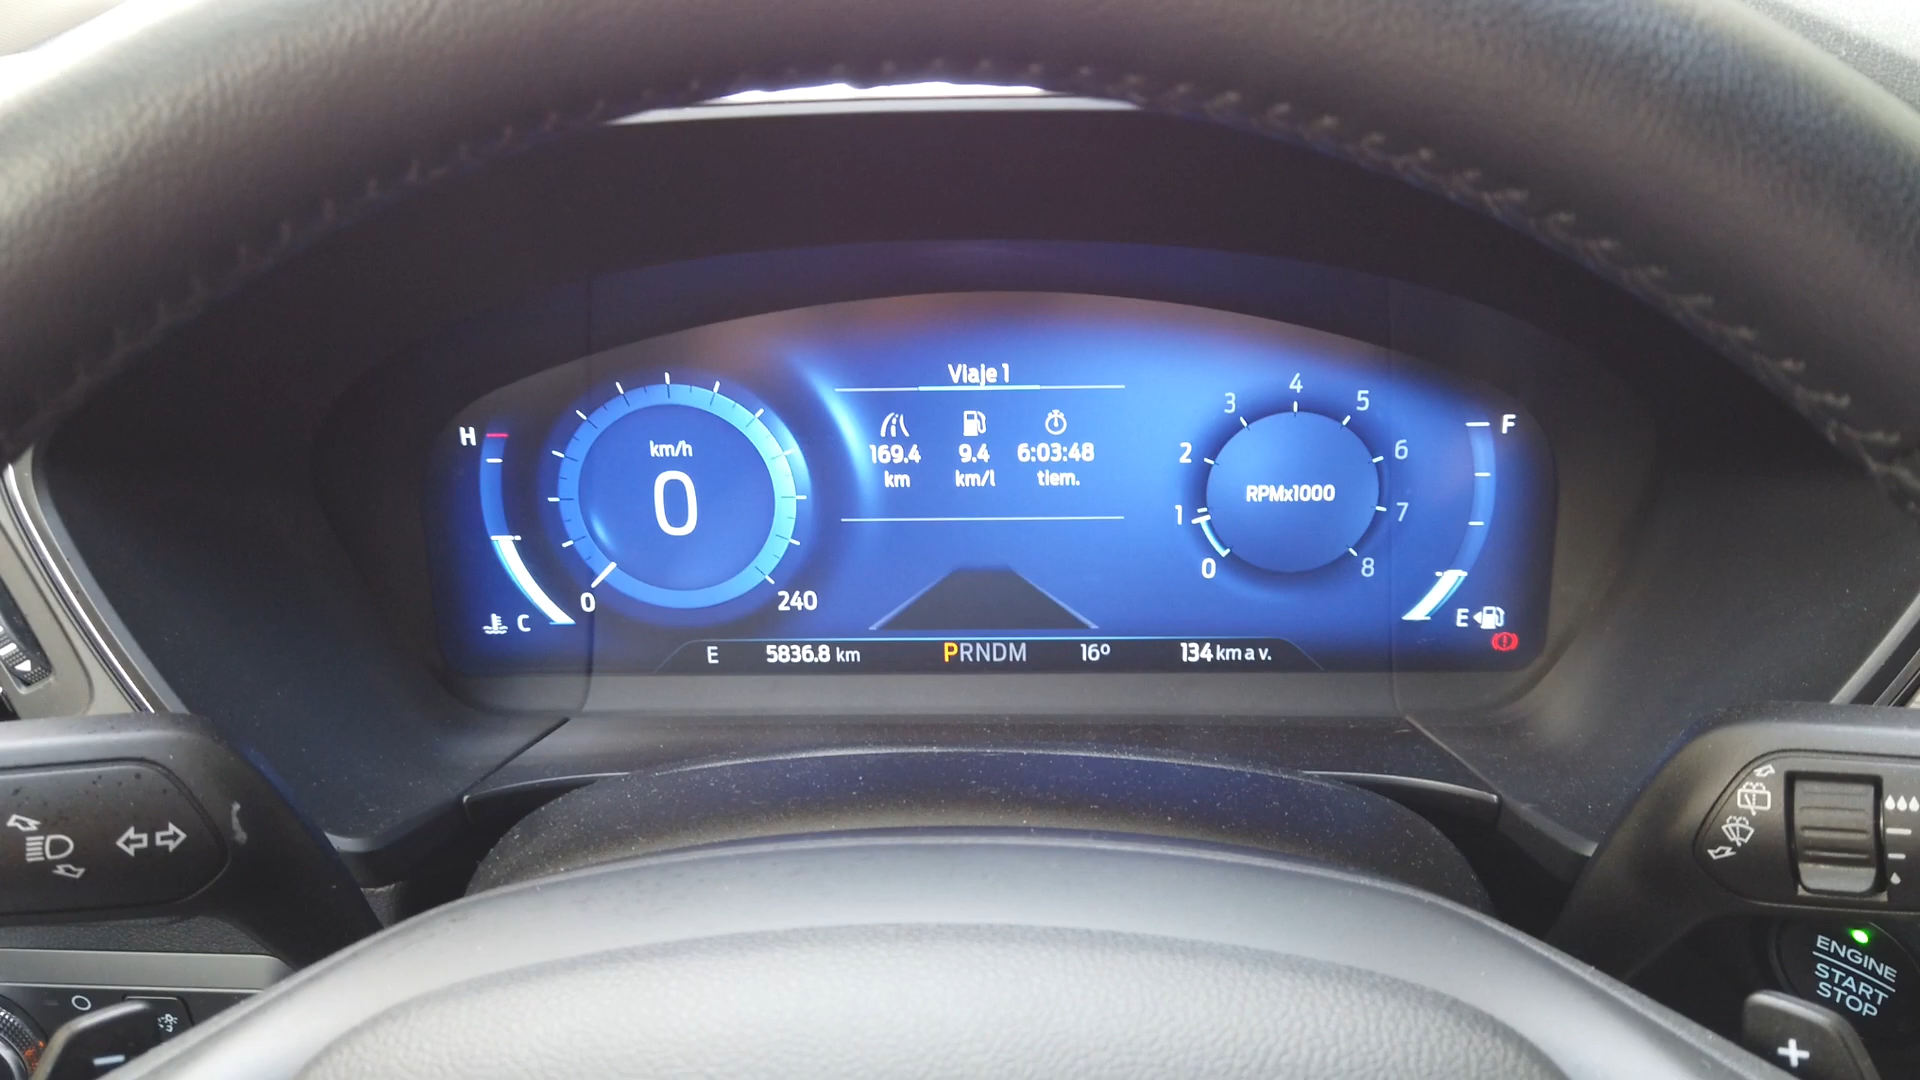 Viaje 1
169.4 9.4 6:03:48
km km/l tiem.
H
C
km/h
0
0 240
RPMx1000
0 1 2 3 4 5 6 7 8
F
E
E 5836.8 km PRNDM 16º 134 km a v.
ENGINE
START
STOP
−
+